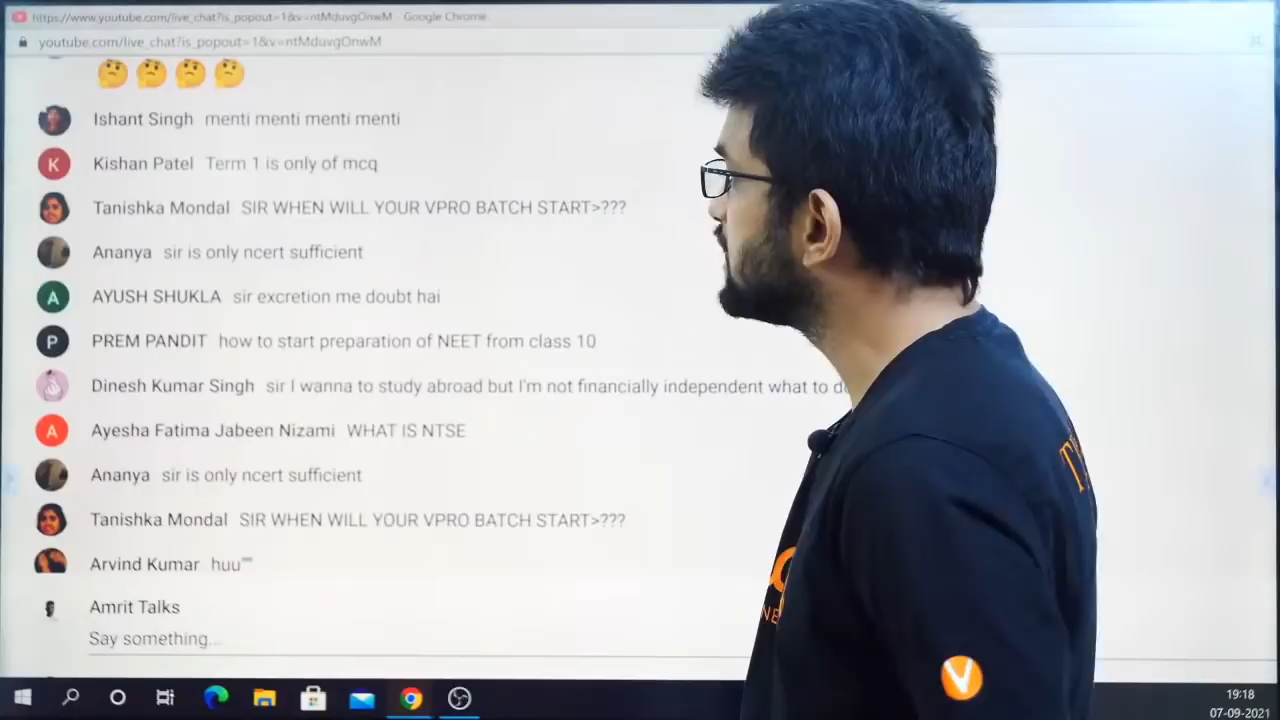 https://www.youtube.com/live_chat?is_popout=1&v=ntMduvgOnwM - Google Chrome
youtube.com/live_chat?is_popout=1&v=ntMduvgOnwM
🤔 🤔 🤔 🤔
Ishant Singh menti menti menti menti
Kishan Patel Term 1 is only of mcq
Tanishka Mondal SIR WHEN WILL YOUR VPRO BATCH START>???
Ananya sir is only ncert sufficient
AYUSH SHUKLA sir excretion me doubt hai
PREM PANDIT how to start preparation of NEET from class 10
Dinesh Kumar Singh sir I wanna to study abroad but I'm not financially independent what to
Ayesha Fatima Jabeen Nizami WHAT IS NTSE
Ananya sir is only ncert sufficient
Tanishka Mondal SIR WHEN WILL YOUR VPRO BATCH START>???
Arvind Kumar huu
Amrit Talks
Say something...
19:18
07-09-2021
K
A
P
A
V